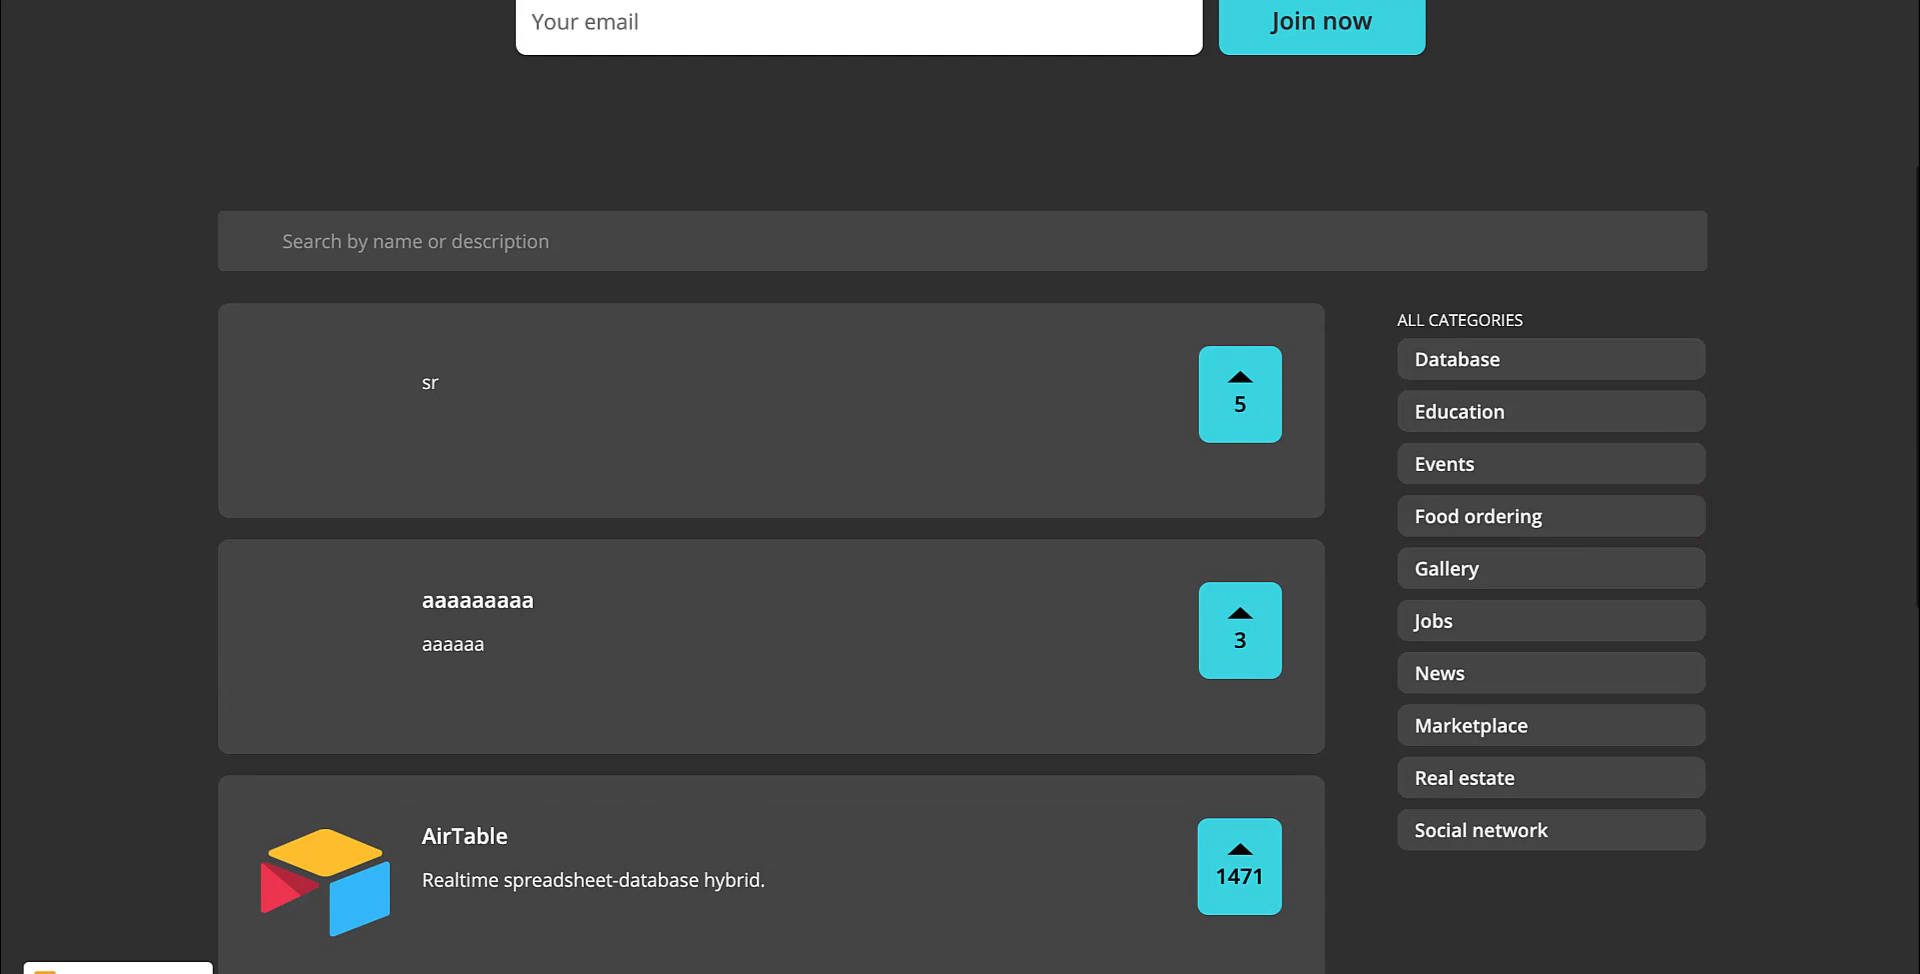 Your email
Join now
Search by name or description
sr
5
aaaaaaaaa
aaaaaa
3
AirTable
Realtime spreadsheet-database hybrid.
1471
ALL CATEGORIES
Database
Education
Events
Food ordering
Gallery
Jobs
News
Marketplace
Real estate
Social network